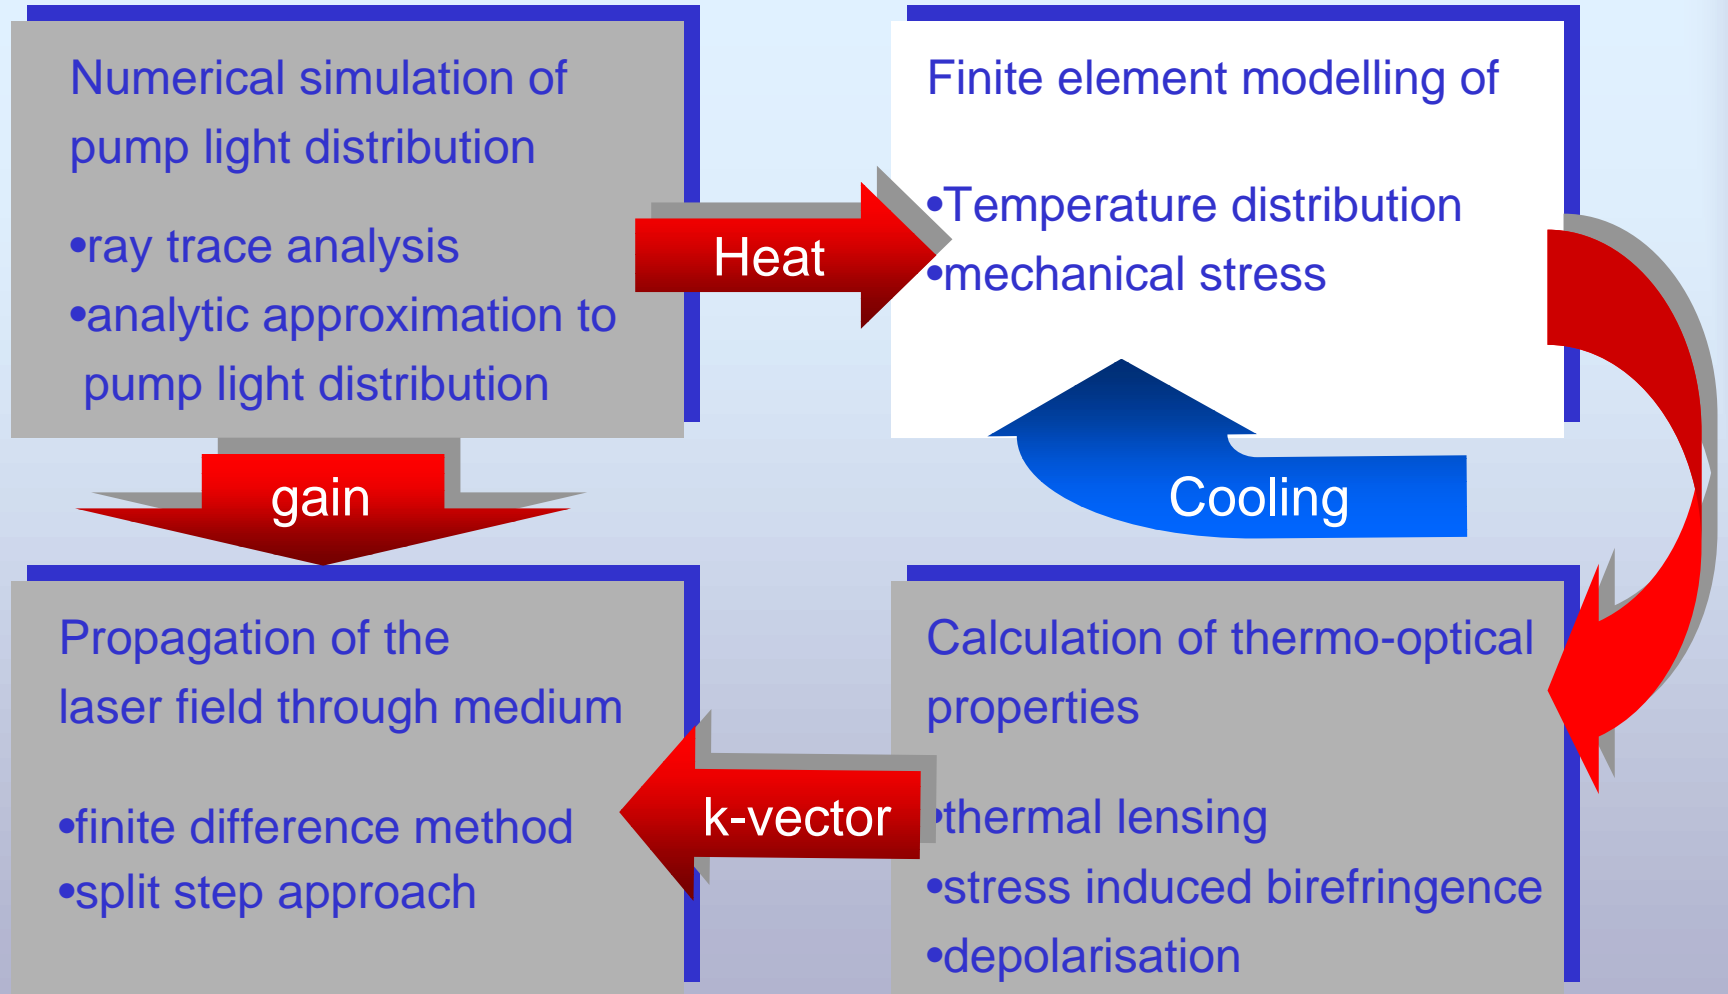 Numerical simulation of
pump light distribution
•ray trace analysis
•analytic approximation to
pump light distribution
Heat
Finite element modelling of
•Temperature distribution
•mechanical stress
gain
Cooling
Propagation of the
laser field through medium
•finite difference method
•split step approach
k-vector
Calculation of thermo-optical
properties
•thermal lensing
•stress induced birefringence
•depolarisation